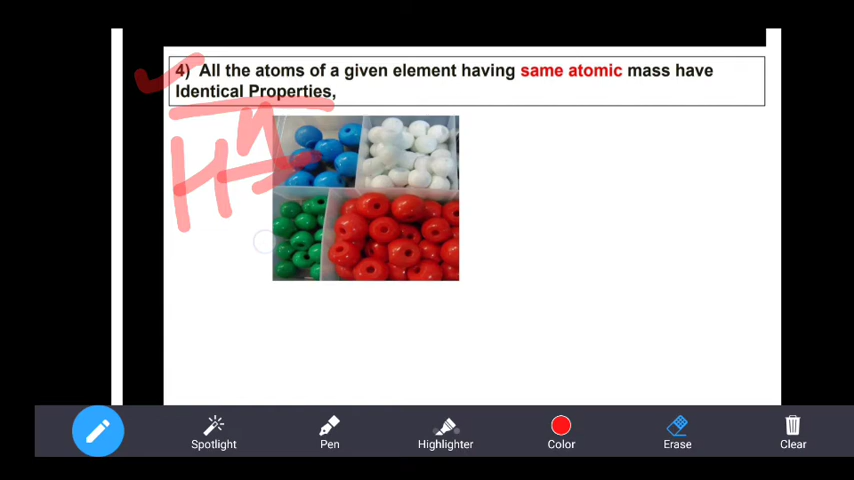 4) All the atoms of a given element having same atomic mass have
Identical Properties,
H
Spotlight
Pen
Highlighter
Color
Erase
Clear